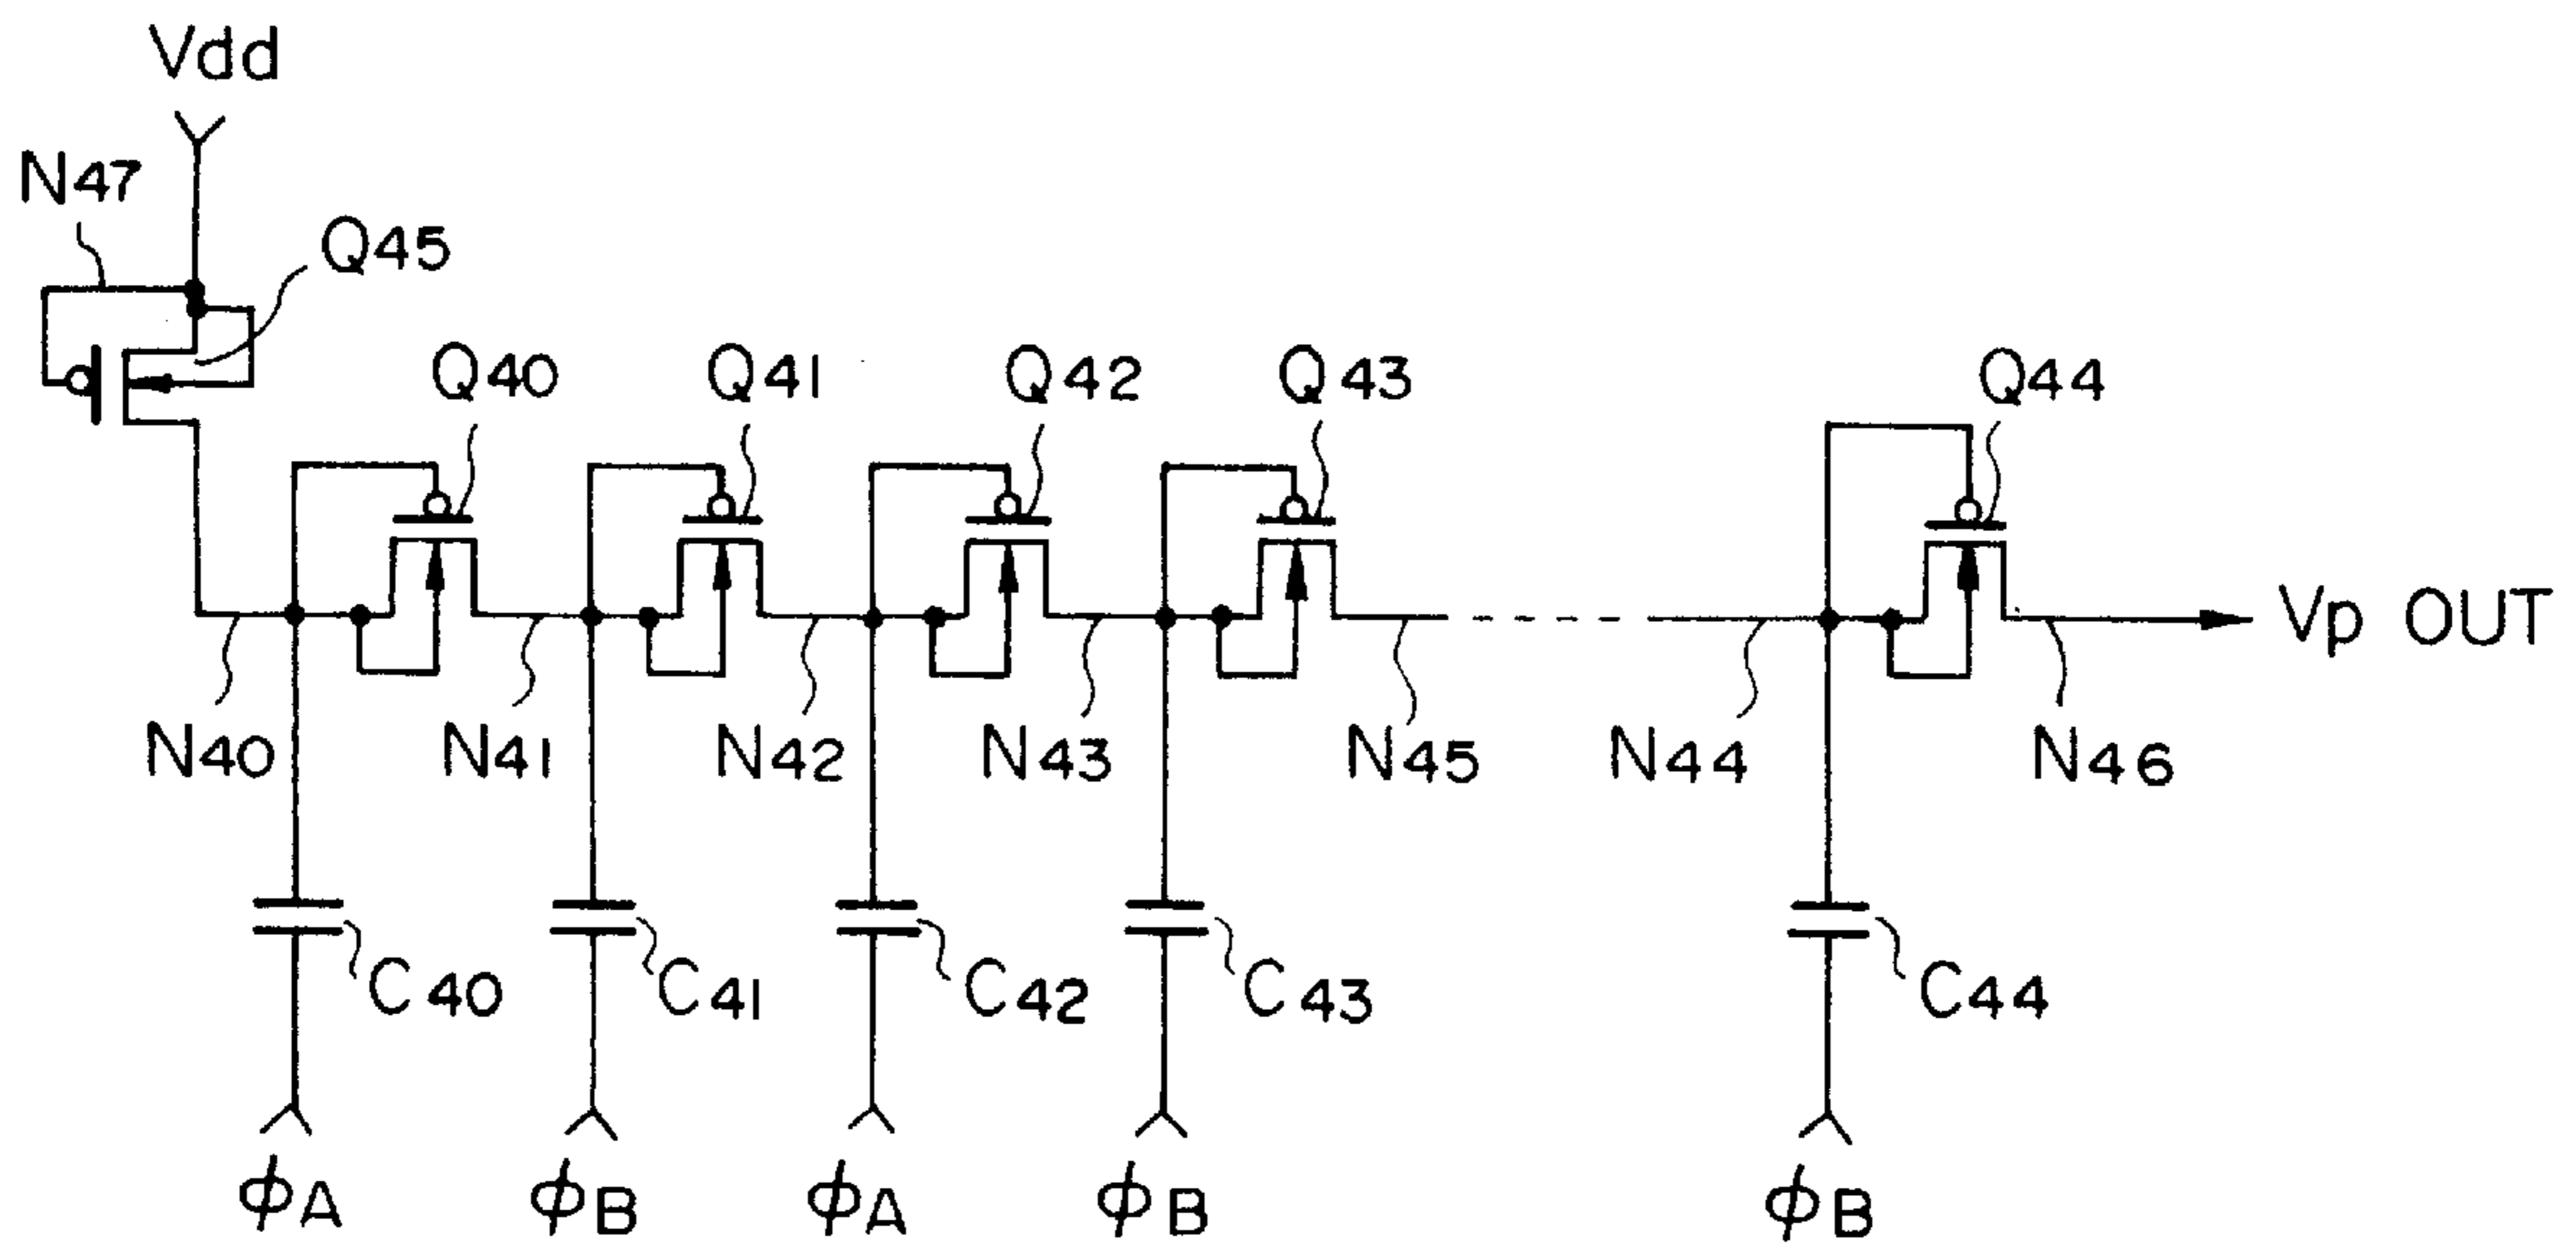 Vdd
N47
Q45
Q40 Q41 Q42 Q43 Q44
Vp OUT
N40 N41 N42 N43 N45 N44 N46
C40 C41 C42 C43 C44
ϕA ϕB ϕA ϕB ϕB